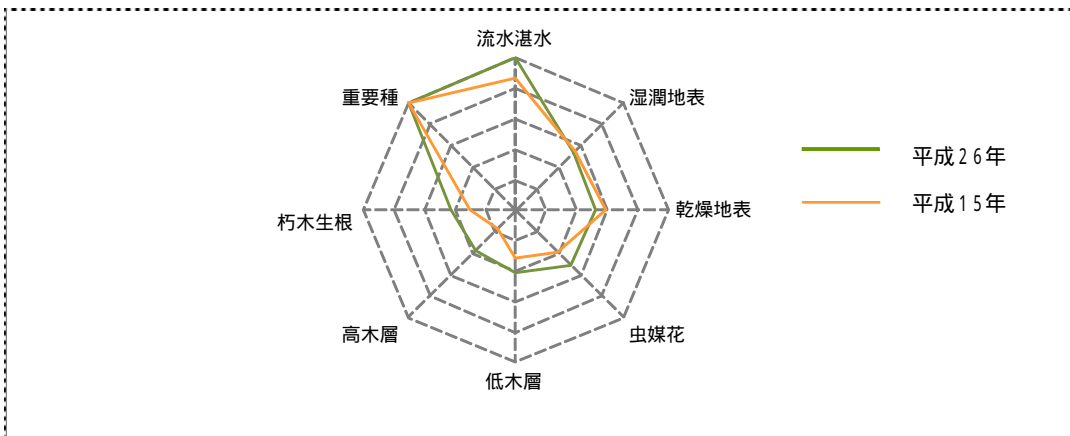 流水湛水
重要種
湿潤地表
平成26年
平成15年
朽木生根
乾燥地表
高木層
虫媒花
低木層